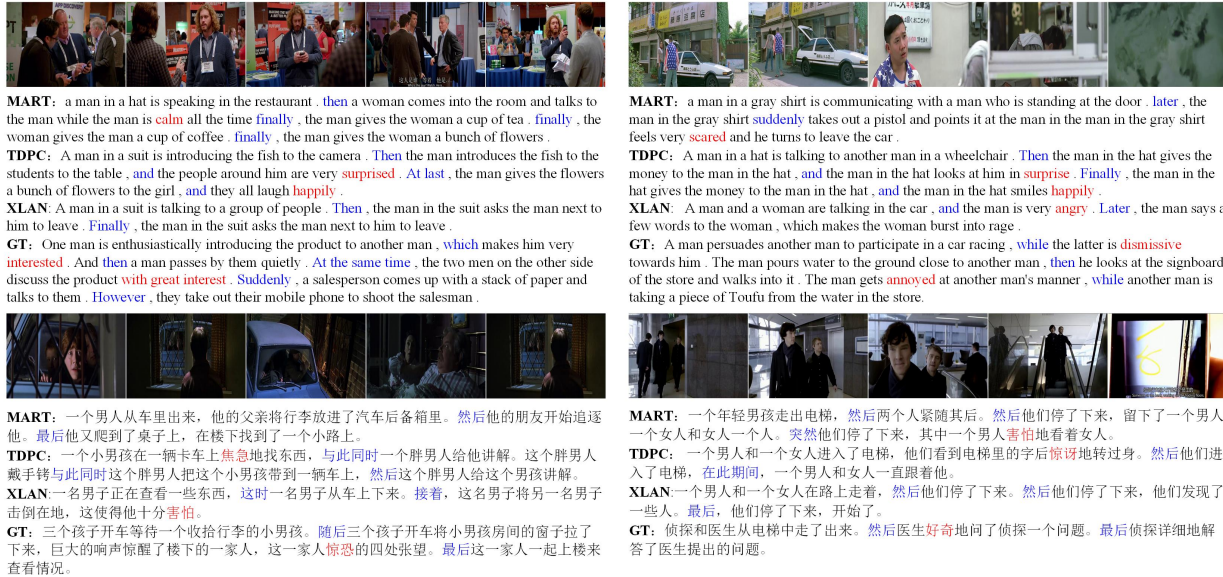 MART： a man in a hat is speaking in the restaurant . then a woman comes into the room and talks to
the man while the man is calm all the time finally , the man gives the woman a cup of tea . finally , the
woman gives the man a cup of coffee . finally , the man gives the woman a bunch of flowers .
TDPC： A man in a suit is introducing the fish to the camera . Then the man introduces the fish to the
students to the table , and the people around him are very surprised . At last , the man gives the flowers
a bunch of flowers to the girl , and they all laugh happily .
XLAN: A man in a suit is talking to a group of people . Then , the man in the suit asks the man next to
him to leave . Finally , the man in the suit asks the man next to him to leave .
GT： One man is enthusiastically introducing the product to another man , which makes him very
interested . And then a man passes by them quietly . At the same time , the two men on the other side
discuss the product with great interest . Suddenly , a salesperson comes up with a stack of paper and
talks to them . However , they take out their mobile phone to shoot the salesman .
MART： a man in a gray shirt is communicating with a man who is standing at the door . later , the
man in the gray shirt suddenly takes out a pistol and points it at the man in the man in the gray shirt
feels very scared and he turns to leave the car .
TDPC： A man in a hat is talking to another man in a wheelchair . Then the man in the hat gives the
money to the man in the hat , and the man in the hat looks at him in surprise . Finally , the man in the
hat gives the money to the man in the hat , and the man in the hat smiles happily .
XLAN: A man and a woman are talking in the car , and the man is very angry . Later , the man says a
few words to the woman , which makes the woman burst into rage .
GT： A man persuades another man to participate in a car racing , while the latter is dismissive
towards him . The man pours water to the ground close to another man , then he looks at the signboard
of the store and walks into it . The man gets annoyed at another man's manner , while another man is
taking a piece of Toufu from the water in the store.
MART：一个男人从车里出来，他的父亲将行李放进了汽车后备箱里。然后他的朋友开始追逐
他。最后他又爬到了桌子上，在楼下找到了一个小路上。
TDPC：一个小男孩在一辆卡车上焦急地找东西，与此同时一个胖男人给他讲解。这个胖男人
戴手铐与此同时这个胖男人把这个小男孩带到一辆车上，然后这个胖男人给这个男孩讲解。
XLAN:一名男子正在查看一些东西，这时一名男子从车上下来。接着，这名男子将另一名男子
击倒在地，这使得他十分害怕。
GT：三个孩子开车等待一个收拾行李的小男孩。随后三个孩子开车将小男孩房间的窗子拉了
下来，巨大的响声惊醒了楼下的一家人，这一家人惊恐的四处张望。最后这一家人一起上楼来
查看情况。
MART：一个年轻男孩走出电梯，然后两个人紧随其后。然后他们停了下来，留下了一个男人
一个女人和女人一个人。突然他们停了下来，其中一个男人害怕地看着女人。
TDPC：一个男人和一个女人进入了电梯，他们看到电梯里的字后惊讶地转过身。然后他们进
入了电梯，在此期间，一个男人和女人一直跟着他。
XLAN:一个男人和一个女人在路上走着，然后他们停了下来。然后他们停了下来，他们发现了
一些人。最后，他们停了下来，开始了。
GT：侦探和医生从电梯中走了出来。然后医生好奇地问了侦探一个问题。最后侦探详细地解
答了医生提出的问题。